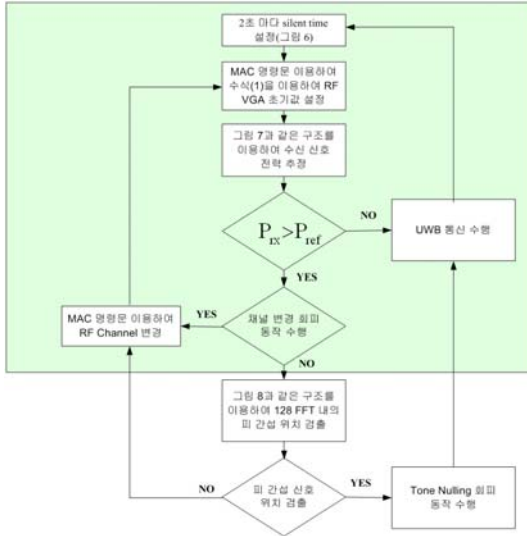 2초 마다 silent time
설정(그림 6)
MAC 명령문 이용하여
수식(1)을 이용하여 RF
VGA 초기값 설정
그림 7과 같은 구조를
이용하여 수신 신호
전력 추정
Prx>Pref
NO
UWB 통신 수행
YES
MAC 명령문 이용하여
RF Channel 변경
YES
채널 변경 회피
동작 수행
NO
그림 8과 같은 구조를
이용하여 128 FFT 내의
피 간섭 위치 검출
NO
피 간섭 신호
위치 검출
YES
Tone Nulling 회피
동작 수행